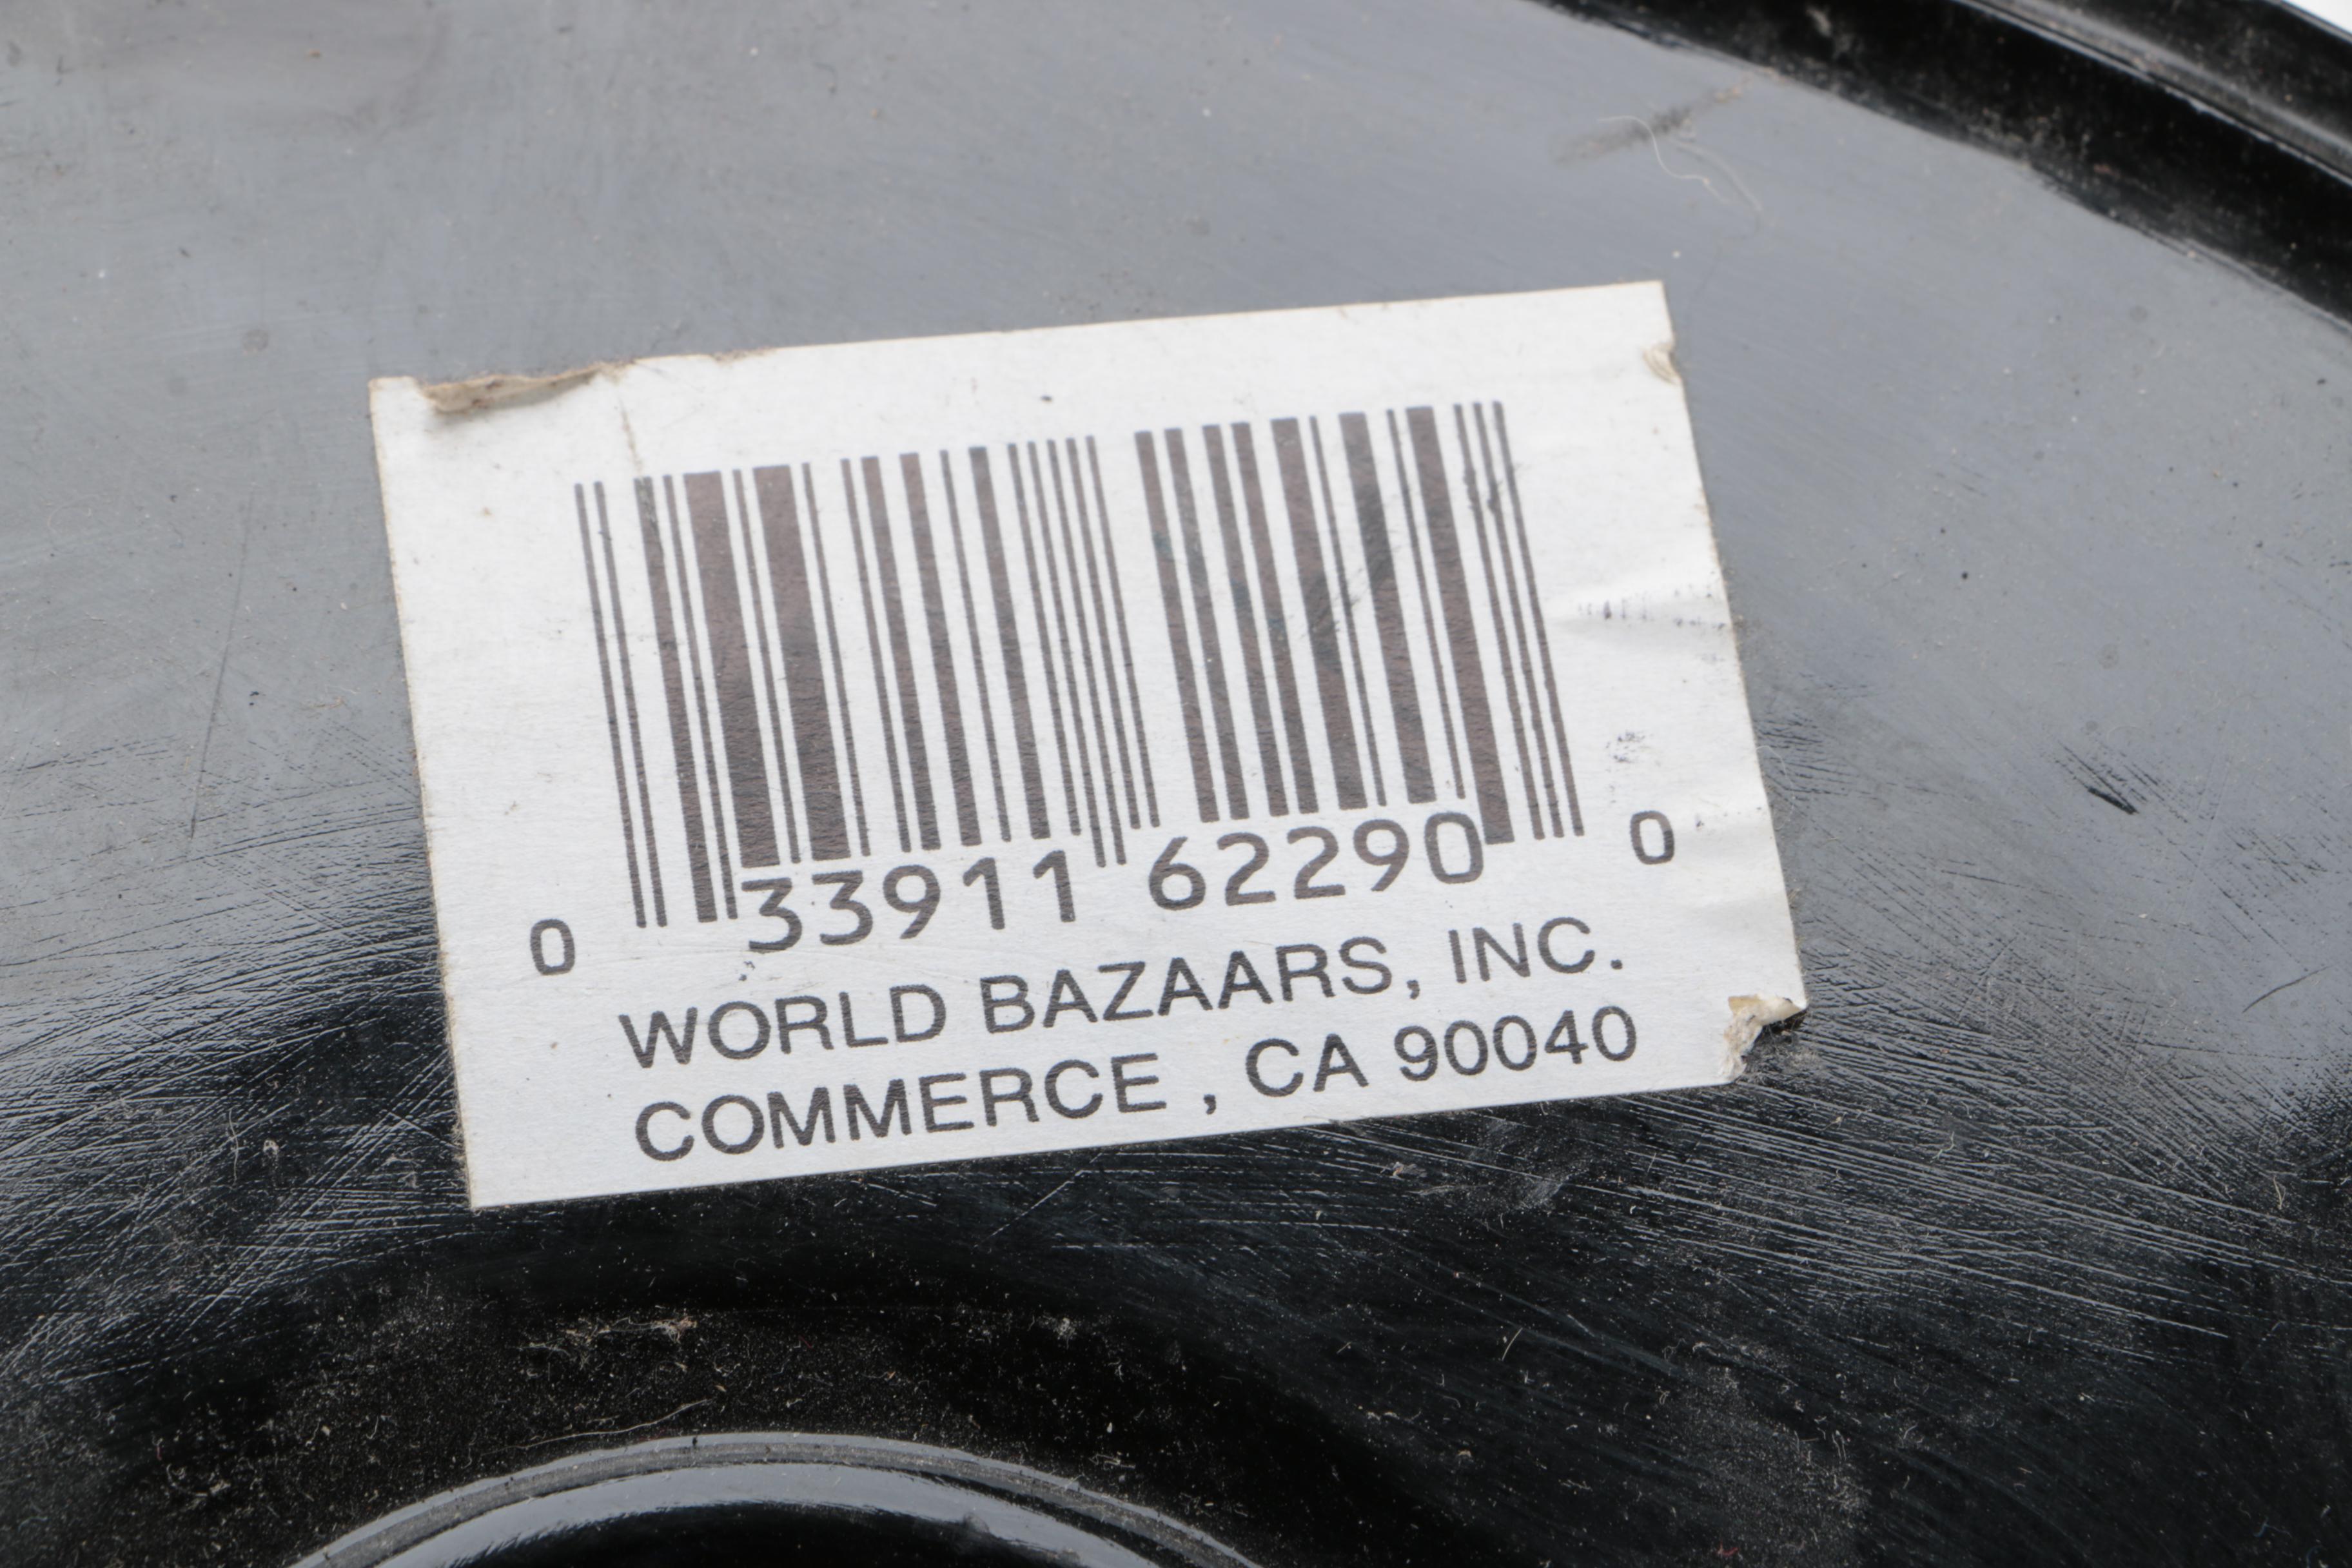 0 33911 62290 0
WORLD BAZAARS, INC.
COMMERCE , CA 90040